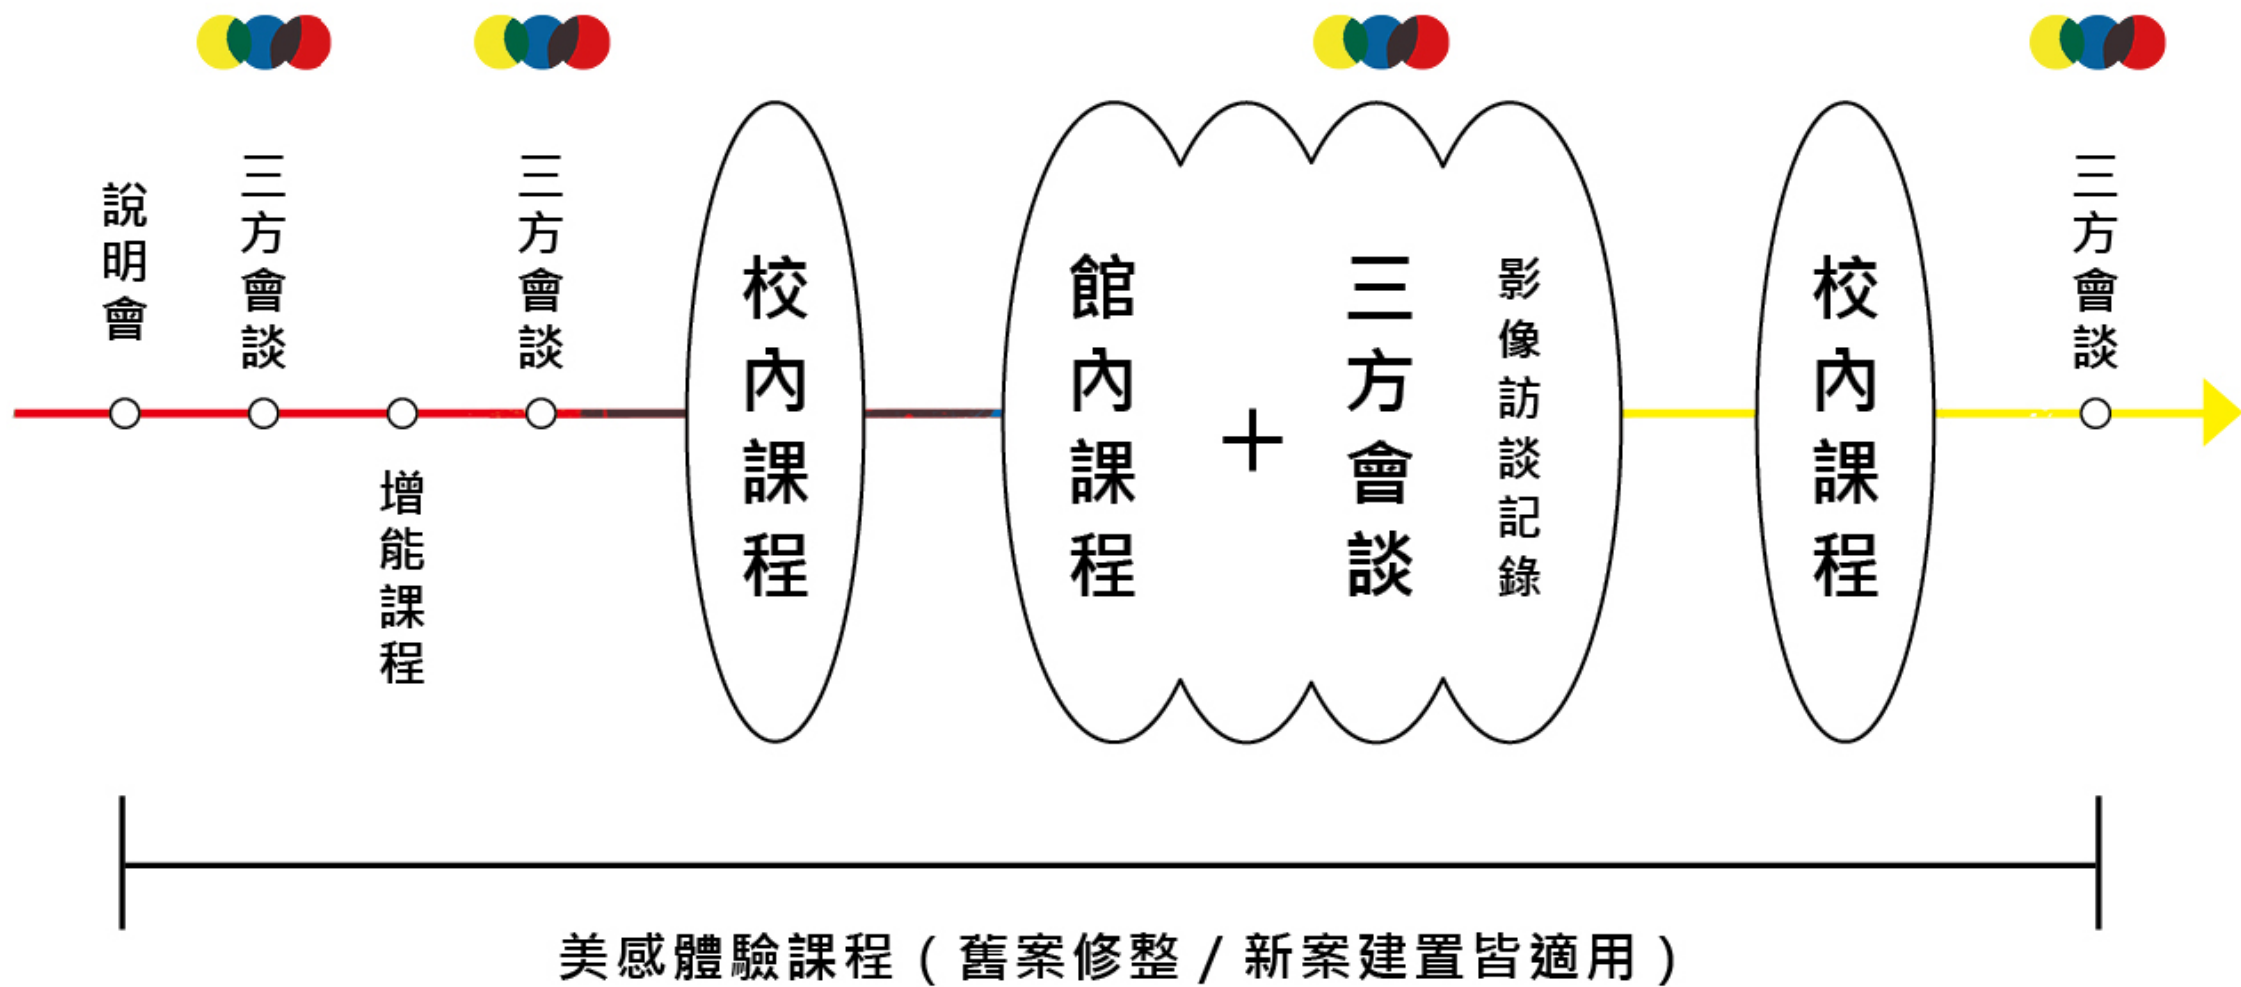 說明會
三方會談
增能課程
三方會談
校內課程
館內課程
+
三方會談
影像訪談記錄
校內課程
三方會談
美感體驗課程（舊案修整 / 新案建置皆適用）